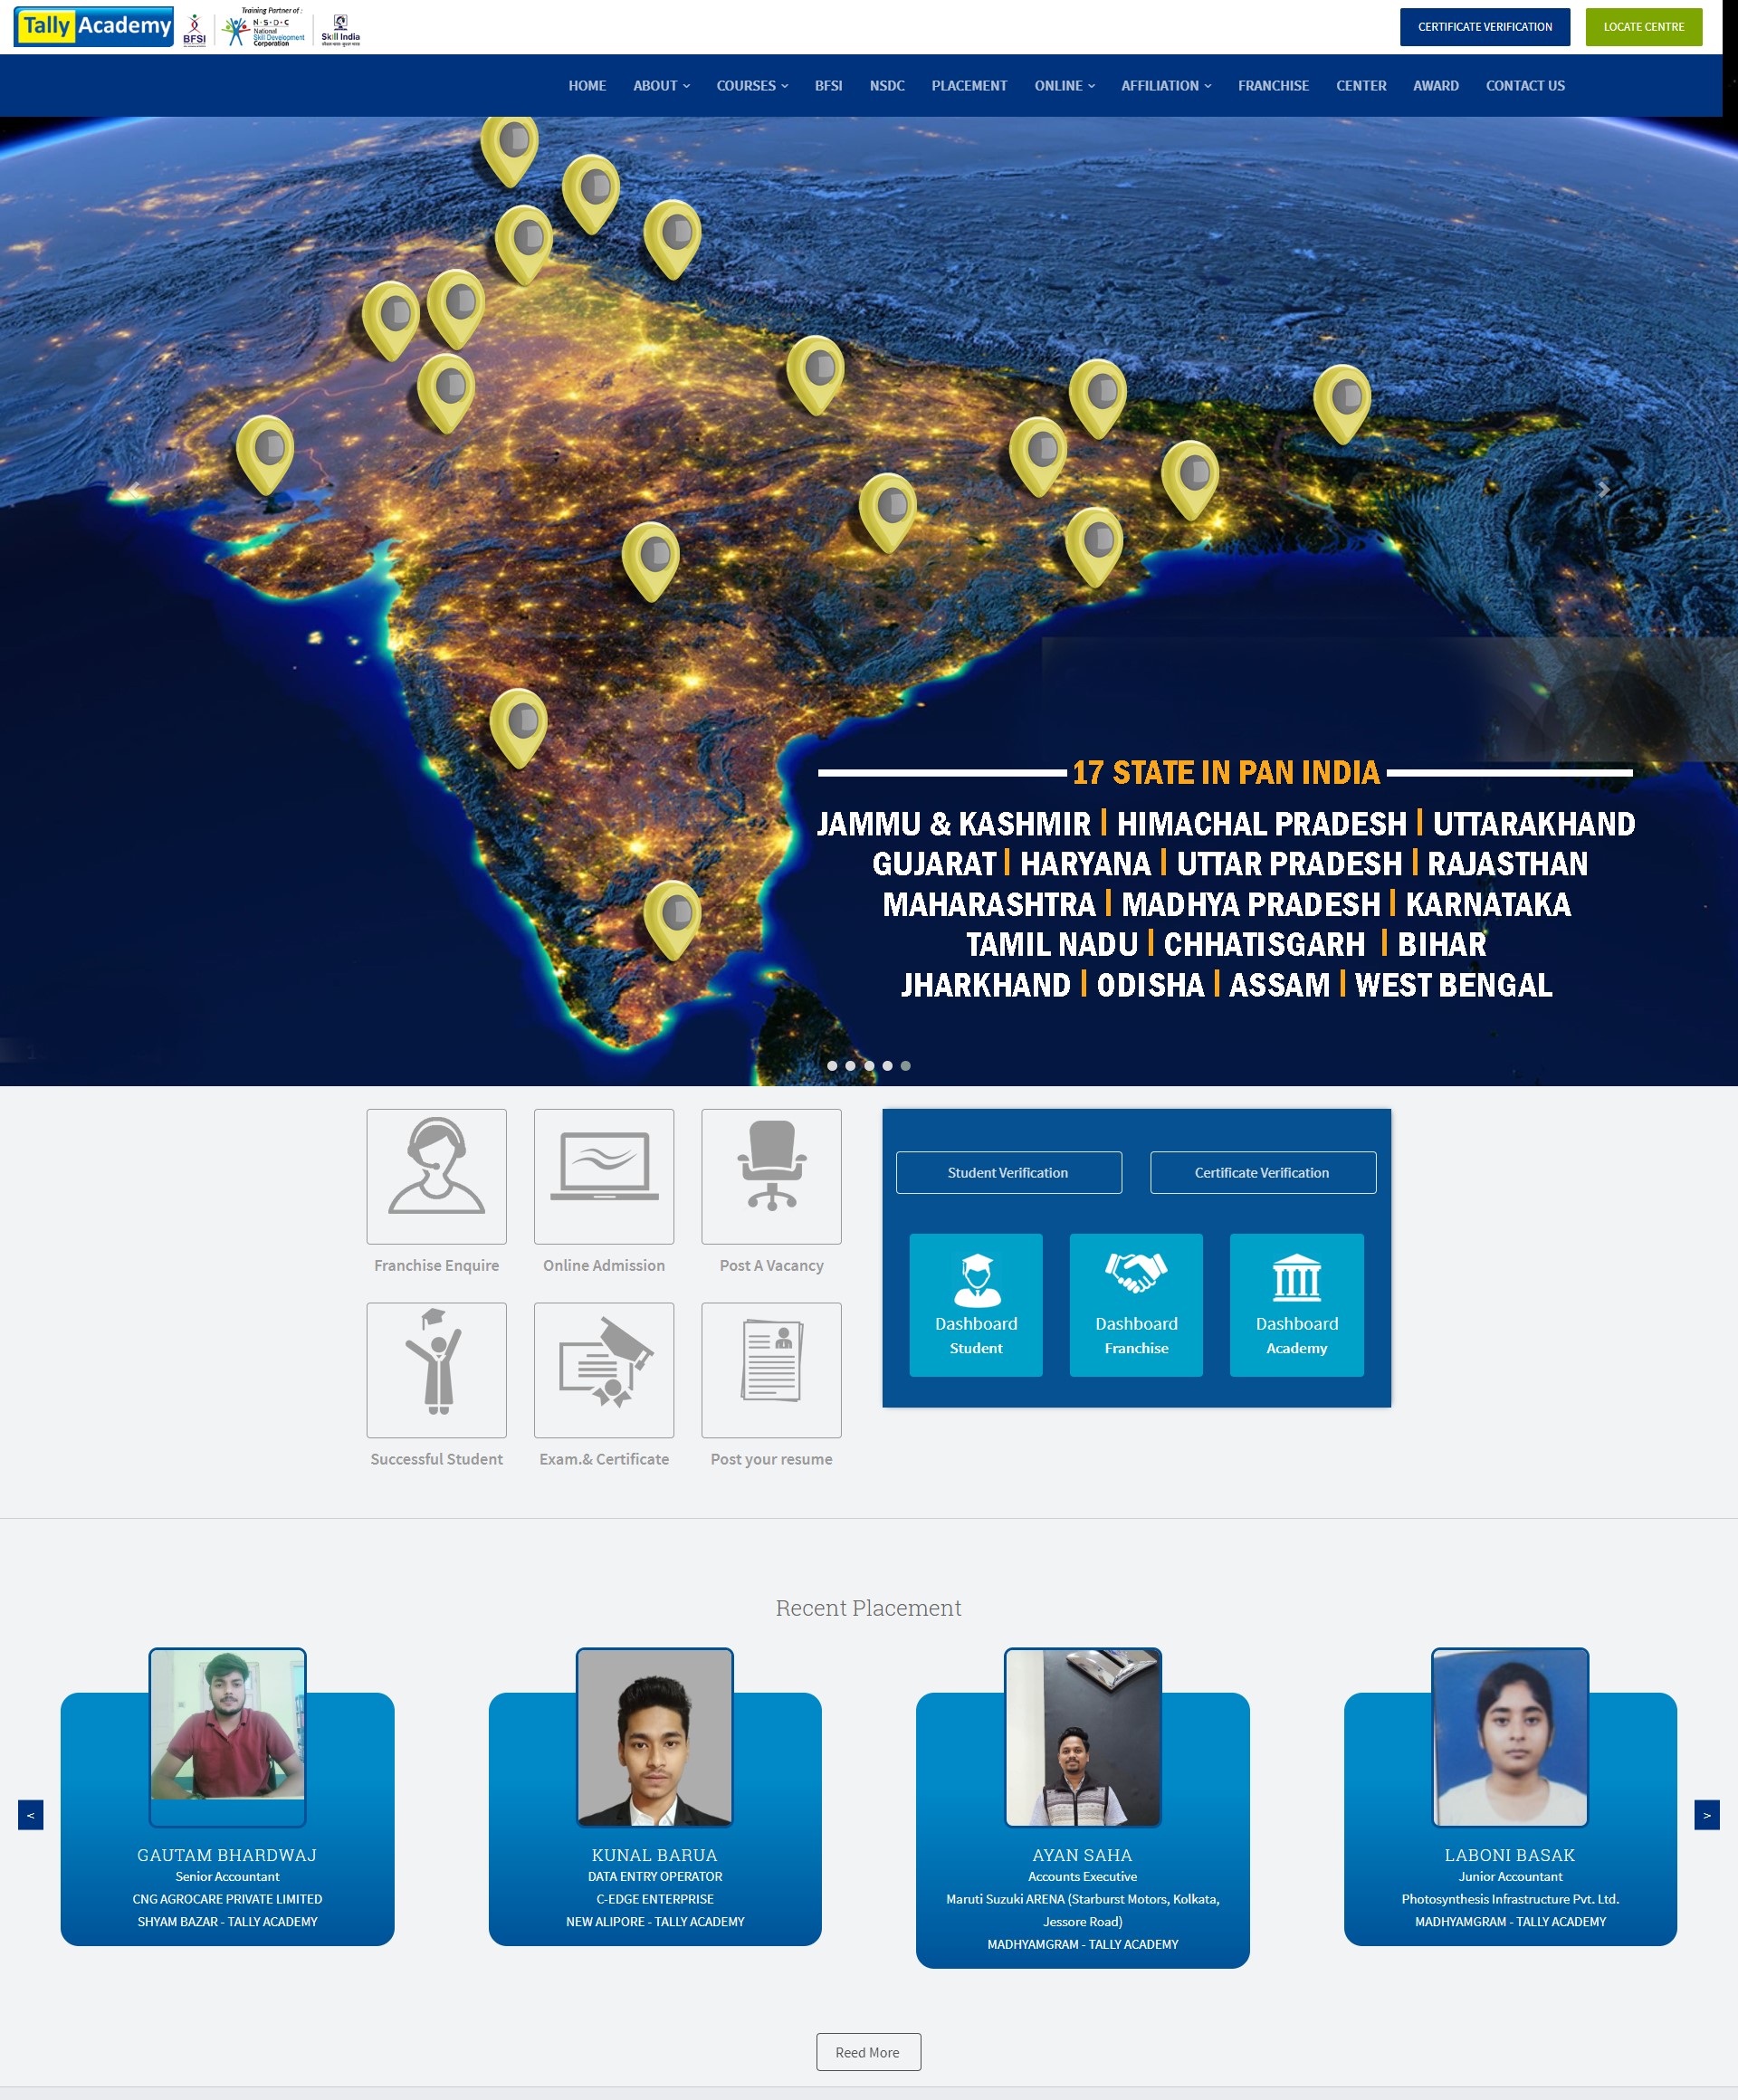 Tally Academy
Training Partner of :
BFSI
N·S·D·C
National
Skill Development
Corporation
Skill India
CERTIFICATE VERIFICATION
LOCATE CENTRE
HOME ABOUT COURSES BFSI NSDC PLACEMENT ONLINE AFFILIATION FRANCHISE CENTER AWARD CONTACT US
17 STATE IN PAN INDIA
JAMMU & KASHMIR | HIMACHAL PRADESH | UTTARAKHAND
GUJARAT | HARYANA | UTTAR PRADESH | RAJASTHAN
MAHARASHTRA | MADHYA PRADESH | KARNATAKA
TAMIL NADU | CHHATISGARH | BIHAR
JHARKHAND | ODISHA | ASSAM | WEST BENGAL
Franchise Enquire
Online Admission
Post A Vacancy
Successful Student
Exam.& Certificate
Post your resume
Student Verification
Certificate Verification
Dashboard
Student
Dashboard
Franchise
Dashboard
Academy
Recent Placement
<
GAUTAM BHARDWAJ
Senior Accountant
CNG AGROCARE PRIVATE LIMITED
SHYAM BAZAR - TALLY ACADEMY
KUNAL BARUA
DATA ENTRY OPERATOR
C-EDGE ENTERPRISE
NEW ALIPORE - TALLY ACADEMY
AYAN SAHA
Accounts Executive
Maruti Suzuki ARENA (Starburst Motors, Kolkata,
Jessore Road)
MADHYAMGRAM - TALLY ACADEMY
LABONI BASAK
Junior Accountant
Photosynthesis Infrastructure Pvt. Ltd.
MADHYAMGRAM - TALLY ACADEMY
>
Reed More